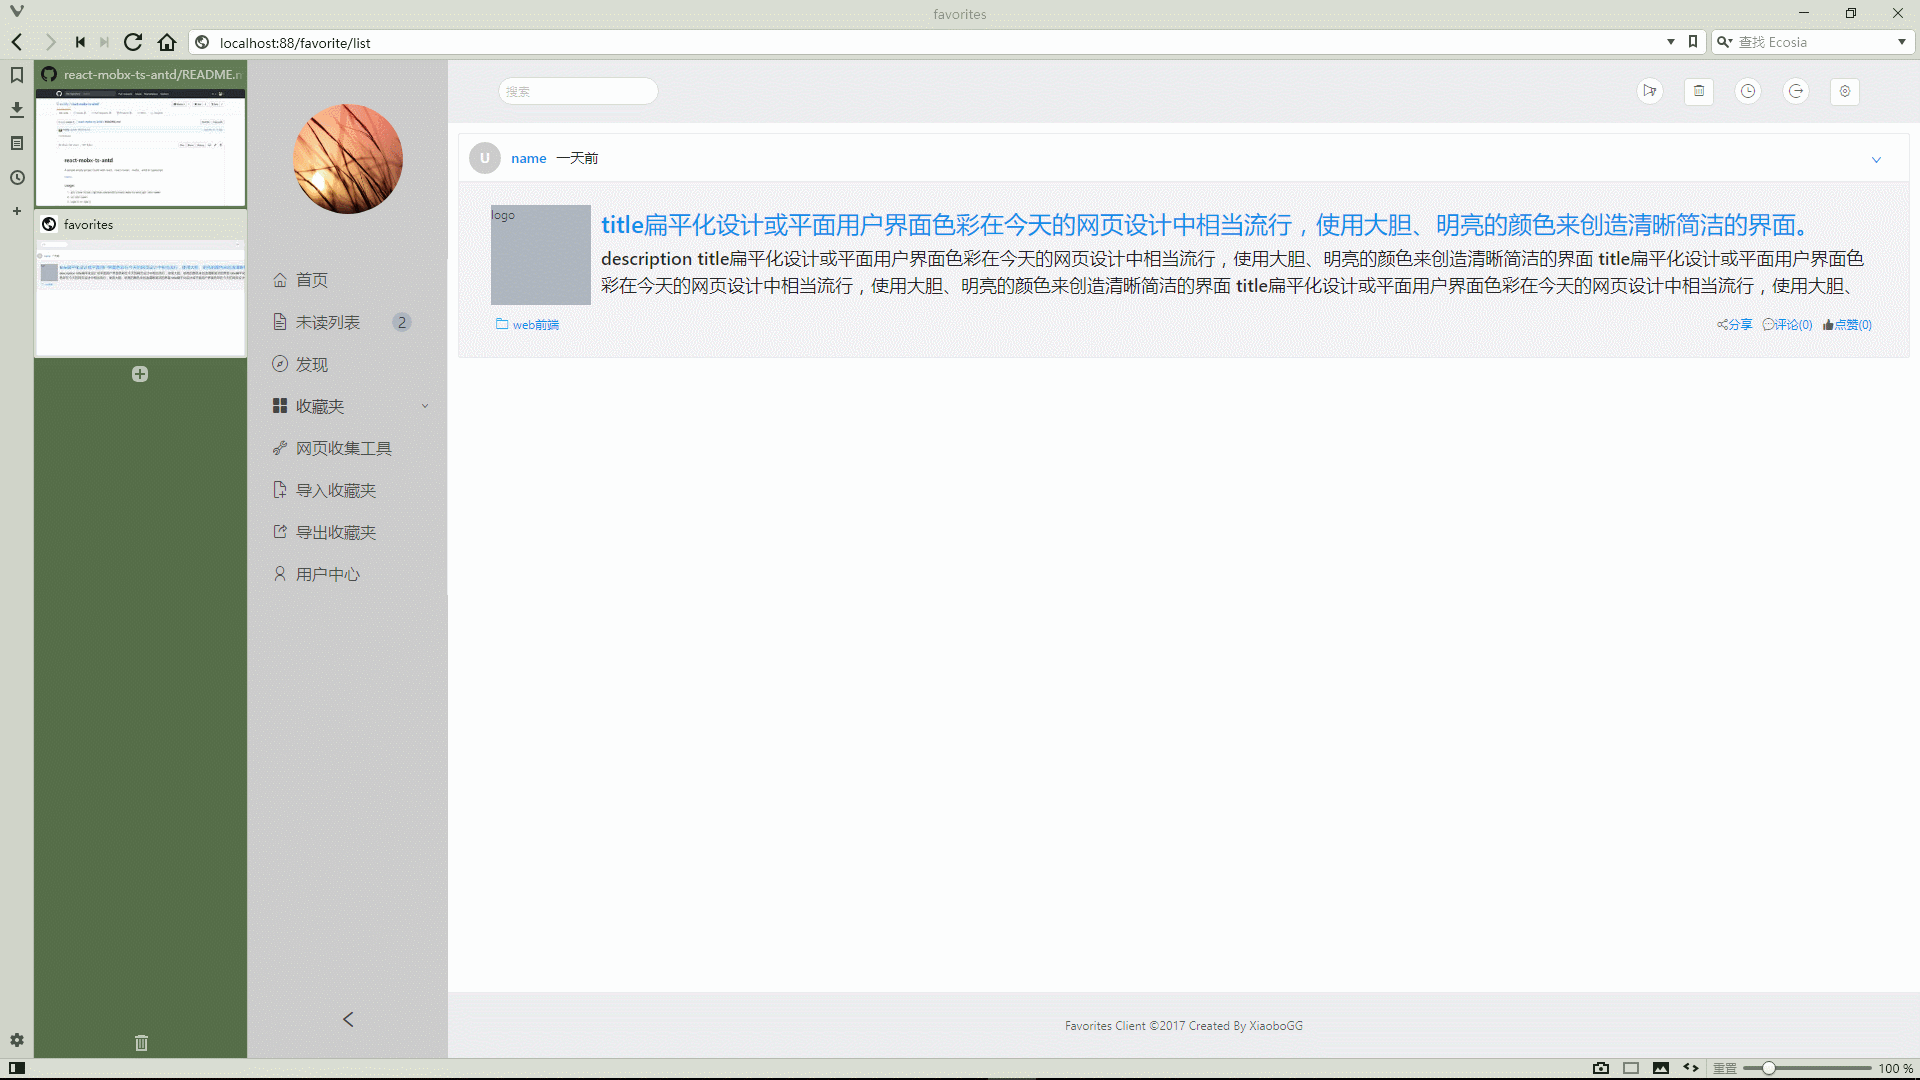 favorites
localhost:88/favorite/list
查找 Ecosia
react-mobx-ts-antd/README.n
react-mobx-ts-antd
favorites
搜索
U name 一天前
首页
未读列表 2
发现
收藏夹
网页收集工具
导入收藏夹
导出收藏夹
用户中心
logo
title扁平化设计或平面用户界面色彩在今天的网页设计中相当流行，使用大胆、明亮的颜色来创造清晰简洁的界面。
description title扁平化设计或平面用户界面色彩在今天的网页设计中相当流行，使用大胆、明亮的颜色来创造清晰简洁的界面 title扁平化设计或平面用户界面色
彩在今天的网页设计中相当流行，使用大胆、明亮的颜色来创造清晰简洁的界面 title扁平化设计或平面用户界面色彩在今天的网页设计中相当流行，使用大胆、
web前端
分享 评论(0) 点赞(0)
Favorites Client ©2017 Created By XiaoboGG
重置 100 %